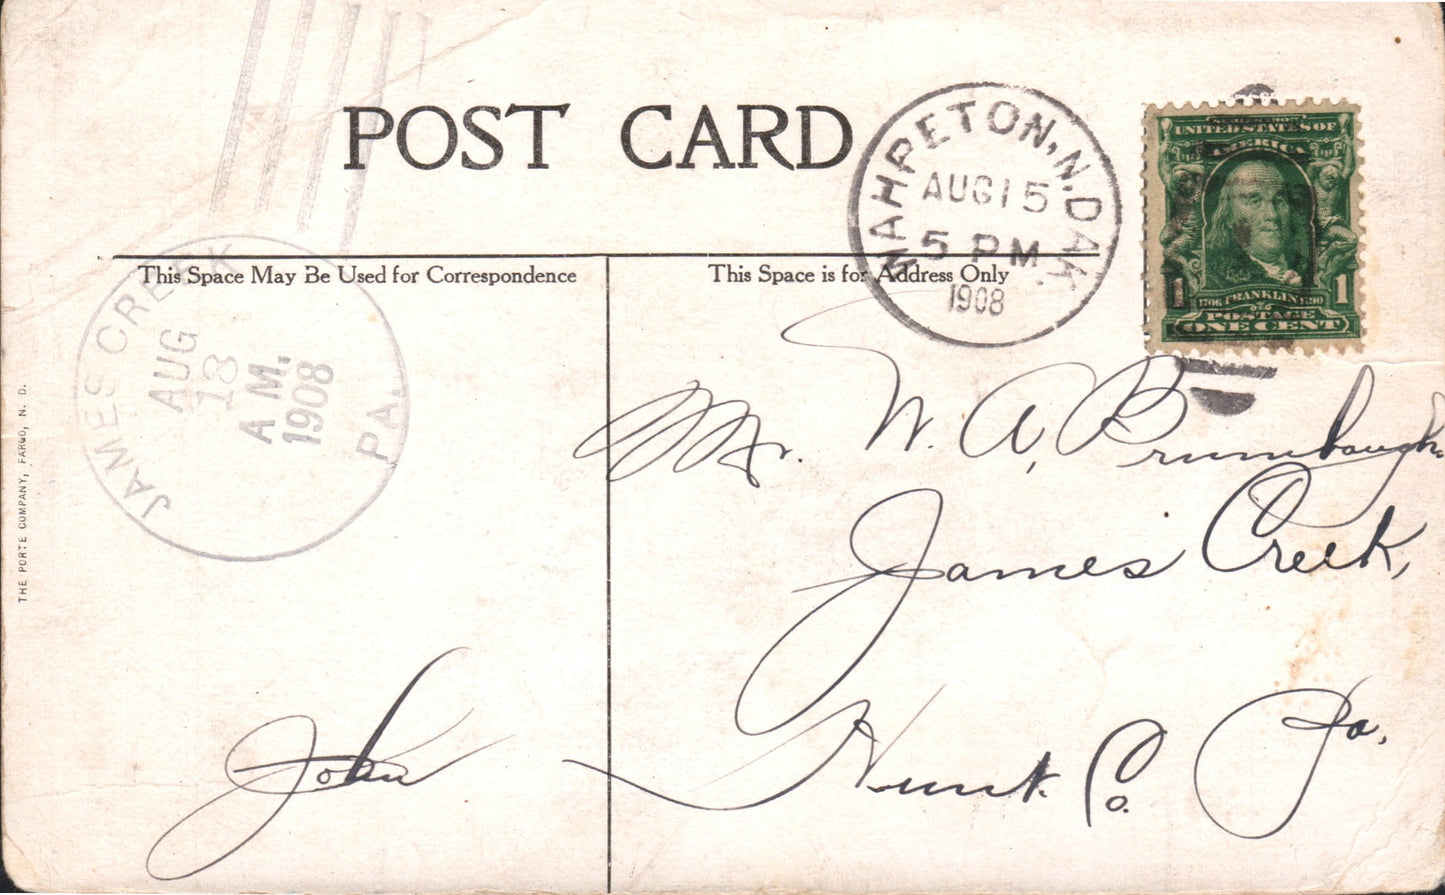 POST CARD
WAHPETON, N. DAK.
AUG 15
5 PM
1908
UNITED STATES OF
AMERICA
1706 FRANKLIN 1790
1 1
POSTAGE
ONE CENT
This Space May Be Used for Correspondence
This Space is for Address Only
JAMES CREEK
AUG
18
A M.
1908
PA.
THE PORTE COMPANY, FARGO, N. D.
Mr. W. A. Brumbaugh.
James Creek,
Hunt. Co. Pa.
John